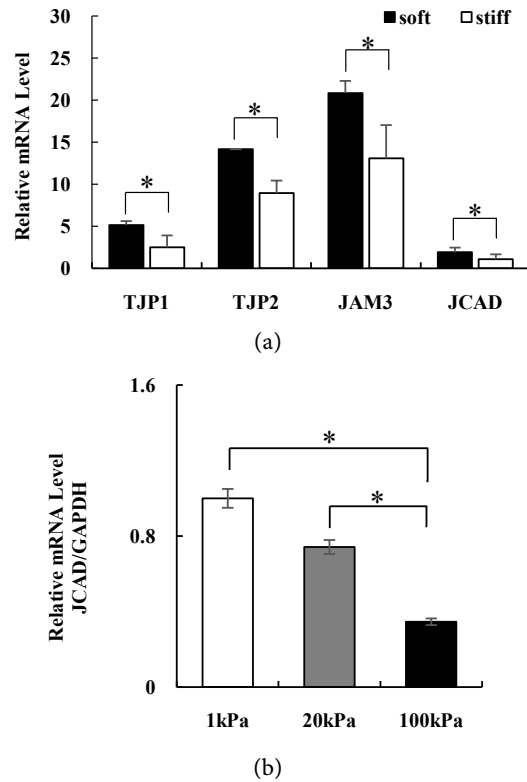 soft stiff
Relative mRNA Level
30
25
20
15
10
5
0
* * * *
TJP1 TJP2 JAM3 JCAD
(a)
Relative mRNA Level
JCAD/GAPDH
1.6
0.8
0
*
*
1kPa 20kPa 100kPa
(b)